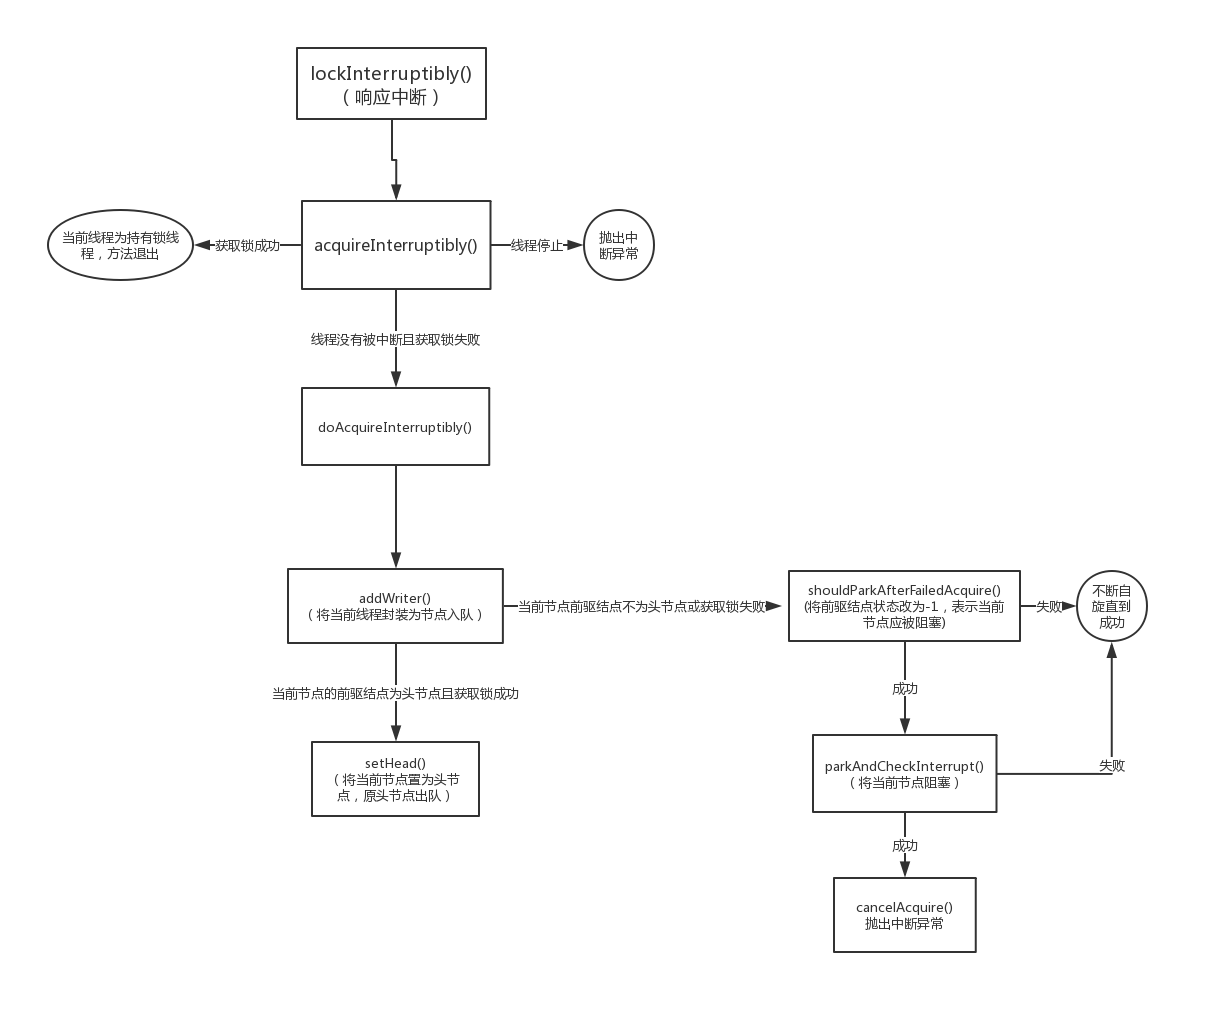 lockInterruptibly()
（响应中断）
当前线程为持有锁线
程，方法退出
获取锁成功
acquireInterruptibly()
线程停止
抛出中
断异常
线程没有被中断且获取锁失败
doAcquireInterruptibly()
addWriter()
（将当前线程封装为节点入队）
当前节点前驱结点不为头节点或获取锁失败
shouldParkAfterFailedAcquire()
(将前驱结点状态改为-1，表示当前
节点应被阻塞)
失败
不断自
旋直到
成功
当前节点的前驱结点为头节点且获取锁成功
成功
setHead()
（将当前节点置为头节
点，原头节点出队）
parkAndCheckInterrupt()
（将当前节点阻塞）
失败
成功
cancelAcquire()
抛出中断异常